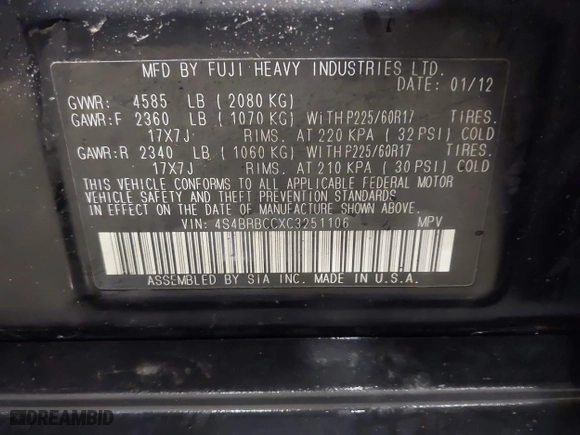 MFD BY FUJI HEAVY INDUSTRIES LTD.
DATE: 01/12
GVWR: 4585 LB (2080 KG)
GAWR:F 2360 LB (1070 KG) WITH P225/60R17 TIRES.
17X7J RIMS. AT 220 KPA (32 PSI) COLD
GAWR:R 2340 LB (1060 KG) WITH P225/60R17 TIRES.
17X7J RIMS. AT 210 KPA (30 PSI) COLD
THIS VEHICLE CONFORMS TO ALL APPLICABLE FEDERAL MOTOR
VEHICLE SAFETY AND THEFT PREVENTION STANDARDS
IN EFFECT ON THE DATE OF MANUFACTURE SHOWN ABOVE.
VIN: 4S4BRBCCXC3251106 MPV
ASSEMBLED BY SIA INC. MADE IN U.S.A.
DREAMBID